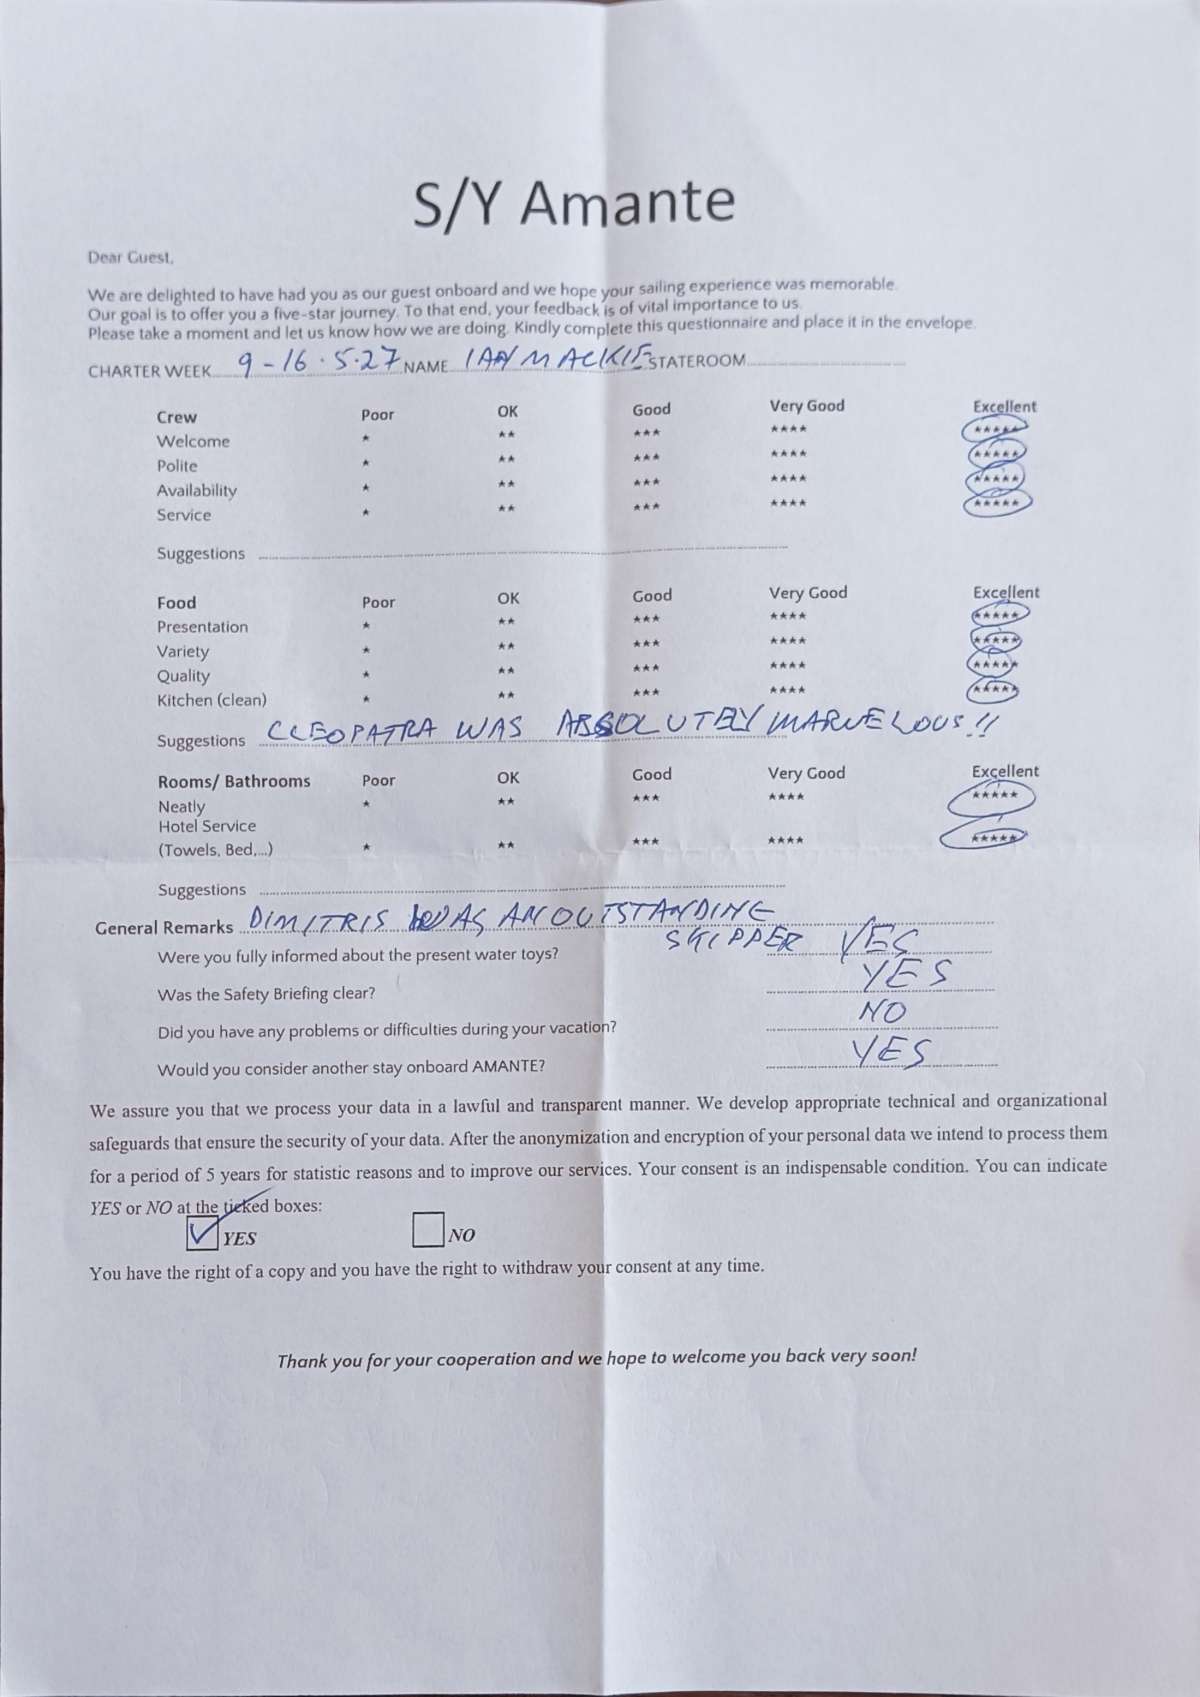 S/Y Amante
Dear Guest,
We are delighted to have had you as our guest onboard and we hope your sailing experience was memorable.
Our goal is to offer you a five-star journey. To that end, your feedback is of vital importance to us.
Please take a moment and let us know how we are doing. Kindly complete this questionnaire and place it in the envelope.
CHARTER WEEK 9-16.5.27 NAME IAN MACKIE STATEROOM
Crew Poor OK Good Very Good Excellent
Welcome * ** *** **** *****
Polite * ** *** **** *****
Availability * ** *** **** *****
Service * ** *** **** *****
Suggestions
Food Poor OK Good Very Good Excellent
Presentation * ** *** **** *****
Variety * ** *** **** *****
Quality * ** *** **** *****
Kitchen (clean) * ** *** **** *****
Suggestions CLEOPATRA WAS ABSOLUTELY MARVELOUS!!
Rooms/ Bathrooms Poor OK Good Very Good Excellent
Neatly * ** *** **** *****
Hotel Service
(Towels, Bed,...) * ** *** **** *****
Suggestions
General Remarks DIMITRIS WAS AN OUTSTANDING
SKIPPER
Were you fully informed about the present water toys? YES
Was the Safety Briefing clear? YES
Did you have any problems or difficulties during your vacation? NO
Would you consider another stay onboard AMANTE? YES
We assure you that we process your data in a lawful and transparent manner. We develop appropriate technical and organizational
safeguards that ensure the security of your data. After the anonymization and encryption of your personal data we intend to process them
for a period of 5 years for statistic reasons and to improve our services. Your consent is an indispensable condition. You can indicate
YES or NO at the ticked boxes:
YES NO
You have the right of a copy and you have the right to withdraw your consent at any time.
Thank you for your cooperation and we hope to welcome you back very soon!